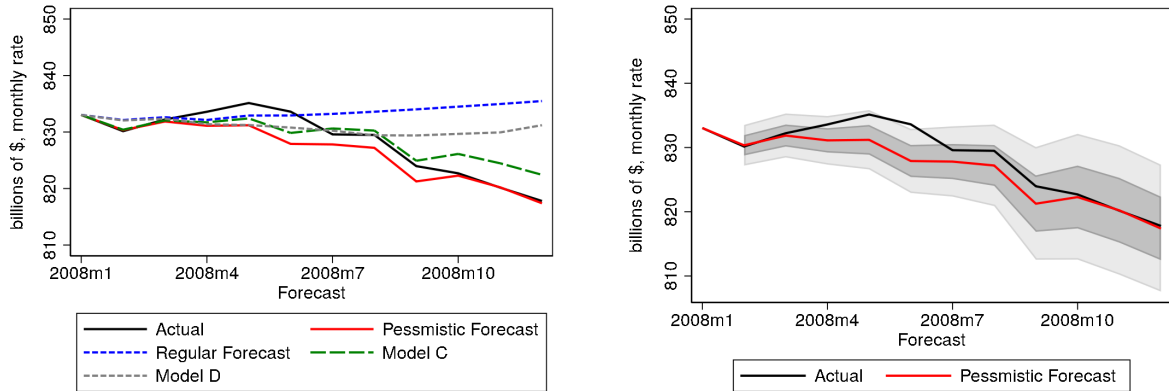 billions of $, monthly rate
850
840
830
820
810
2008m1 2008m4 2008m7 2008m10
Forecast
Actual Pessmistic Forecast
Regular Forecast Model C
Model D
billions of $, monthly rate
850
840
830
820
810
2008m1 2008m4 2008m7 2008m10
Forecast
Actual Pessmistic Forecast